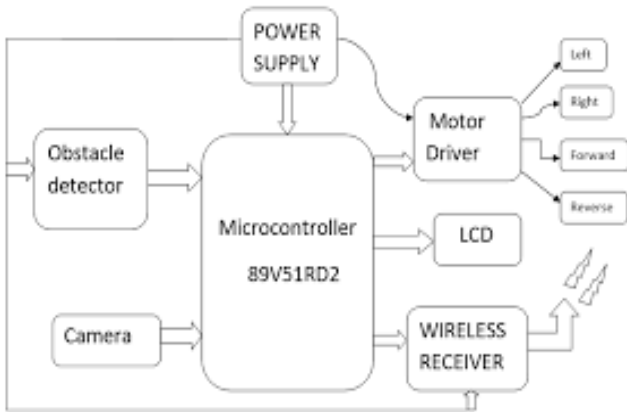 POWER
SUPPLY
Left
Right
Forward
Reverse
Motor
Driver
Obstacle
detector
Microcontroller
89V51RD2
LCD
Camera
WIRELESS
RECEIVER